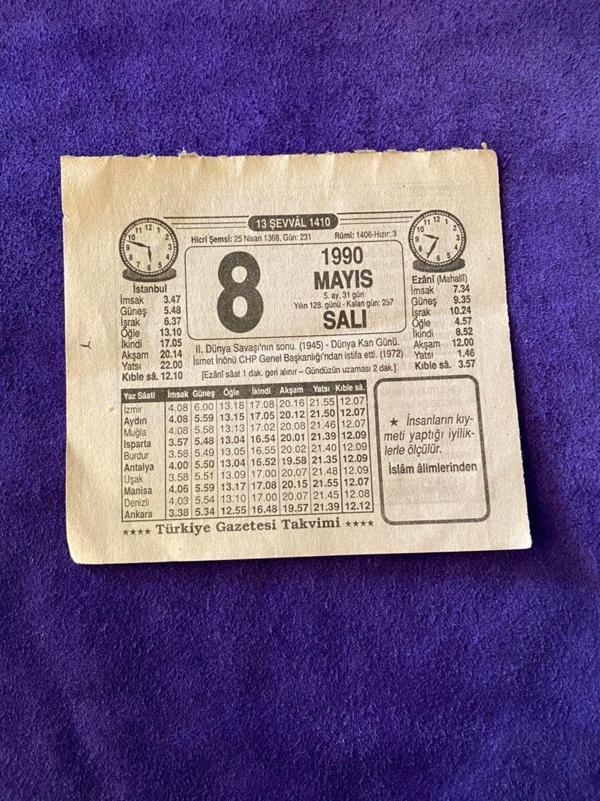 13 ŞEVVÂL 1410
Hicrî Şemsî: 25 Nisan 1368, Gün: 231 Rûmî: 1406-Hızır: 3
8
1990
MAYIS
5. ay, 31 gün
Yılın 128. günü - Kalan gün: 237
SALI
İstanbul
İmsak 3.47
Güneş 5.48
İşrak 6.37
Öğle 13.10
İkindi 17.05
Akşam 20.14
Yatsı 22.00
Kıble sâ. 12.10
Ezanî (Mahallî)
İmsak 7.34
Güneş 9.35
İşrak 10.24
Öğle 4.57
İkindi 8.52
Akşam 12.00
Yatsı 1.46
Kıble sâ. 3.57
II. Dünya Savaşı'nın sonu. (1945) - Dünya Kan Günü.
İsmet İnönü CHP Genel Başkanlığı'ndan istifa etti. (1972)
[Ezânî sâat 1 dak. geri alınır – Gündüzün uzaması 2 dak.]
Yaz Sâati İmsak Güneş Öğle İkindi Akşam Yatsı Kıble sâ.
İzmir 4.08 6.00 13.18 17.08 20.16 21.55 12.07
Aydın 4.08 5.59 13.15 17.05 20.12 21.50 12.07
Muğla 4.08 5.58 13.13 17.02 20.08 21.46 12.07
Isparta 3.57 5.48 13.04 16.54 20.01 21.39 12.09
Burdur 3.58 5.49 13.05 16.55 20.02 21.40 12.09
Antalya 4.00 5.50 13.04 16.52 19.58 21.35 12.09
Uşak 3.58 5.51 13.09 17.00 20.07 21.48 12.09
Manisa 4.06 5.59 13.17 17.08 20.15 21.55 12.07
Denizli 4.03 5.54 13.10 17.00 20.07 21.45 12.08
Ankara 3.38 5.34 12.55 16.48 19.57 21.39 12.12
★ İnsanların kıy-
meti yaptığı iyilik-
lerle ölçülür.
İslâm âlimlerinden
★★★★ Türkiye Gazetesi Takvimi ★★★★